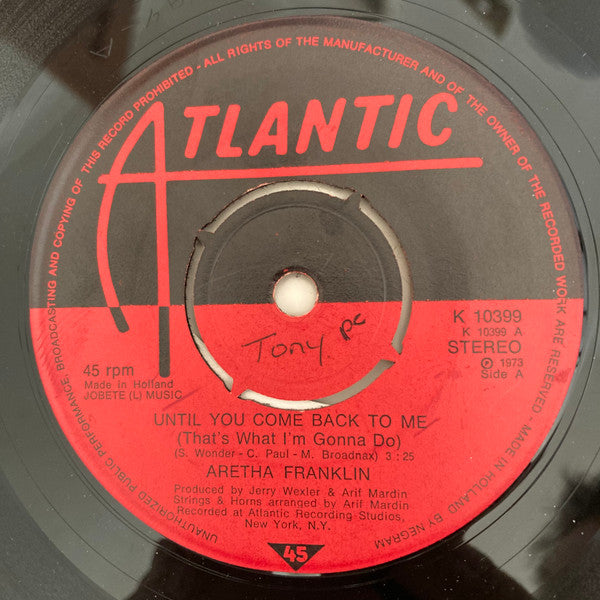 UNAUTHORIZED PUBLIC PERFORMANCE BROADCASTING AND COPYING OF THIS RECORD PROHIBITED - ALL RIGHTS OF THE MANUFACTURER AND OF THE OWNER OF THE RECORDED WORK ARE RESERVED - MADE IN HOLLAND BY NEGRAM
ATLANTIC
K 10399
K 10399 A
STEREO
℗ 1973
Side A
45 rpm
Made in Holland
JOBETE (L) MUSIC
Tony. pc
UNTIL YOU COME BACK TO ME
(That's What I'm Gonna Do)
(S. Wonder - C. Paul - M. Broadnax) 3 : 25
ARETHA FRANKLIN
Produced by Jerry Wexler & Arif Mardin
Strings & Horns arranged by Arif Mardin
Recorded at Atlantic Recording-Studios,
New York, N.Y.
45